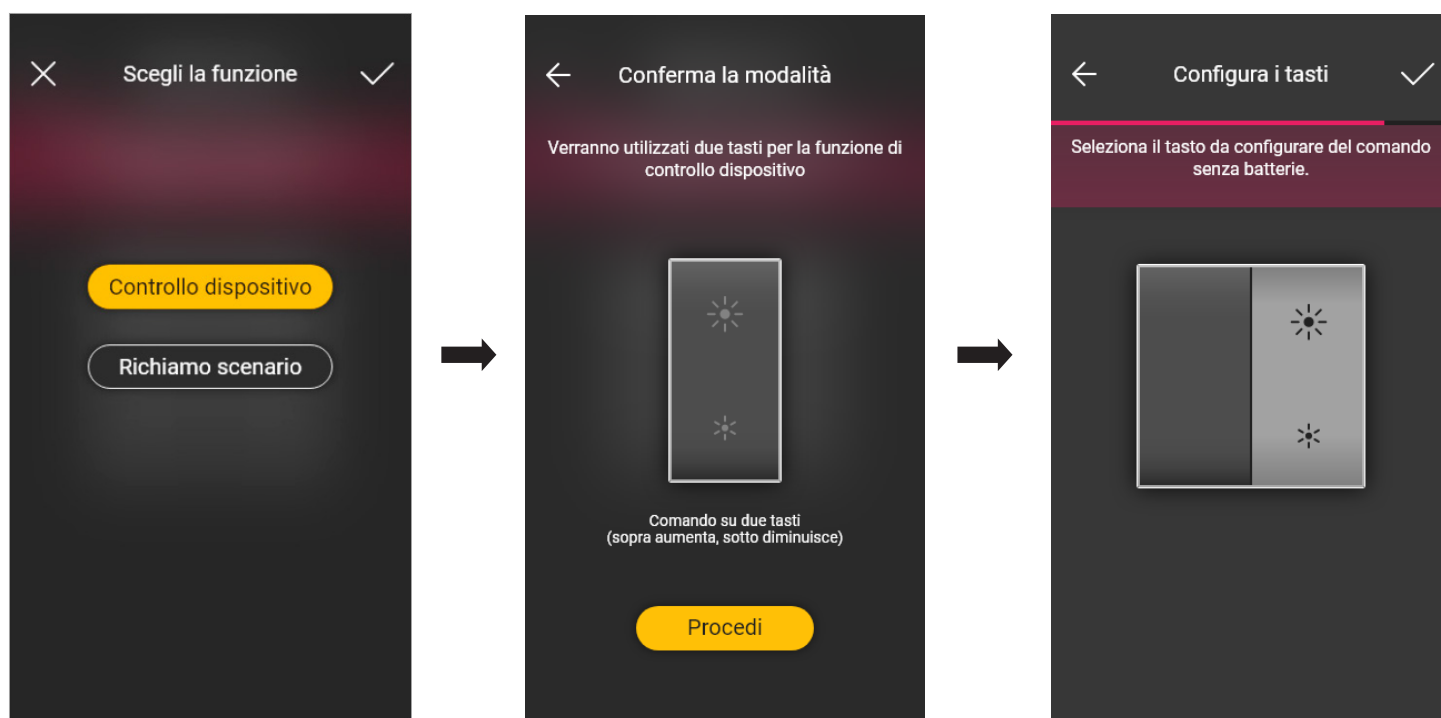 Scegli la funzione
Controllo dispositivo
Richiamo scenario
Conferma la modalità
Verranno utilizzati due tasti per la funzione di
controllo dispositivo
Comando su due tasti
(sopra aumenta, sotto diminuisce)
Procedi
Configura i tasti
Seleziona il tasto da configurare del comando
senza batterie.